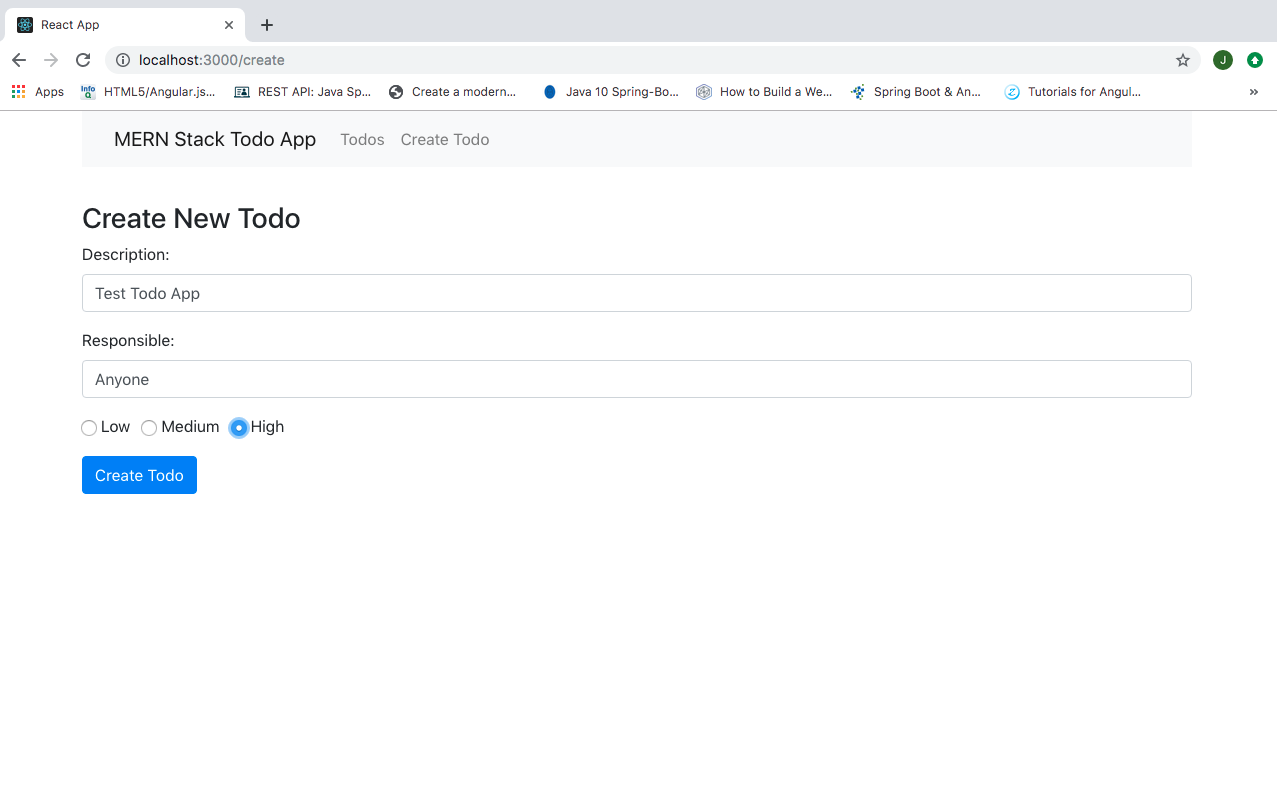 React App
localhost:3000/create
J
Apps Info Q HTML5/Angular.js... REST API: Java Sp... Create a modern... Java 10 Spring-Bo... How to Build a We... Spring Boot & An... Z Tutorials for Angul... »
MERN Stack Todo App Todos Create Todo
Create New Todo
Description:
Test Todo App
Responsible:
Anyone
Low Medium High
Create Todo